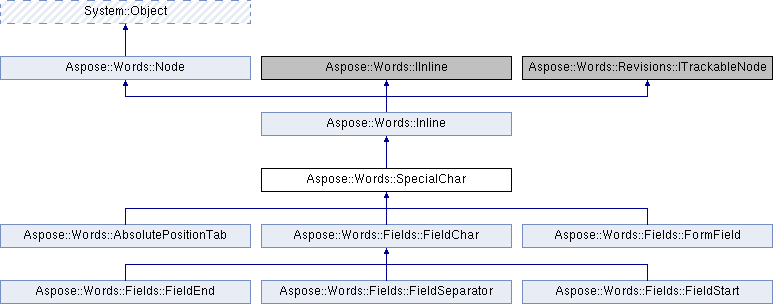 System::Object
Aspose::Words::Node
Aspose::Words::IInline
Aspose::Words::Revisions::ITrackableNode
Aspose::Words::Inline
Aspose::Words::SpecialChar
Aspose::Words::AbsolutePositionTab
Aspose::Words::Fields::FieldChar
Aspose::Words::Fields::FormField
Aspose::Words::Fields::FieldEnd
Aspose::Words::Fields::FieldSeparator
Aspose::Words::Fields::FieldStart